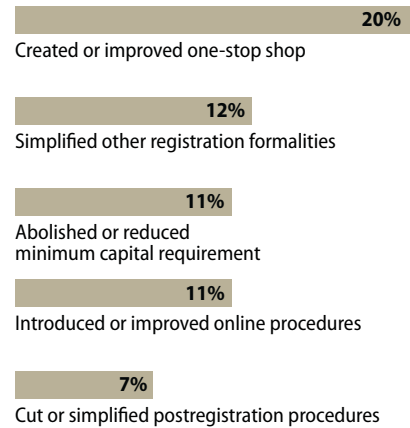 20%
Created or improved one-stop shop
12%
Simplified other registration formalities
11%
Abolished or reduced
minimum capital requirement
11%
Introduced or improved online procedures
7%
Cut or simplified postregistration procedures